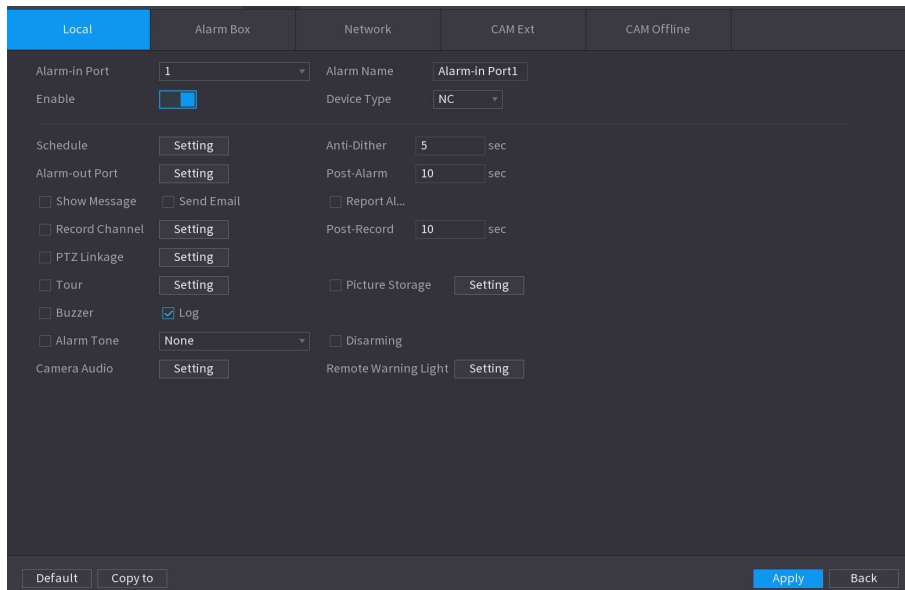 Local Alarm Box Network CAM Ext CAM Offline
Alarm-in Port 1 Alarm Name Alarm-in Port1
Enable Device Type NC
Schedule Setting Anti-Dither 5 sec
Alarm-out Port Setting Post-Alarm 10 sec
Show Message Send Email Report Al...
Record Channel Setting Post-Record 10 sec
PTZ Linkage Setting
Tour Setting Picture Storage Setting
Buzzer Log
Alarm Tone None Disarming
Camera Audio Setting Remote Warning Light Setting
Default Copy to Apply Back